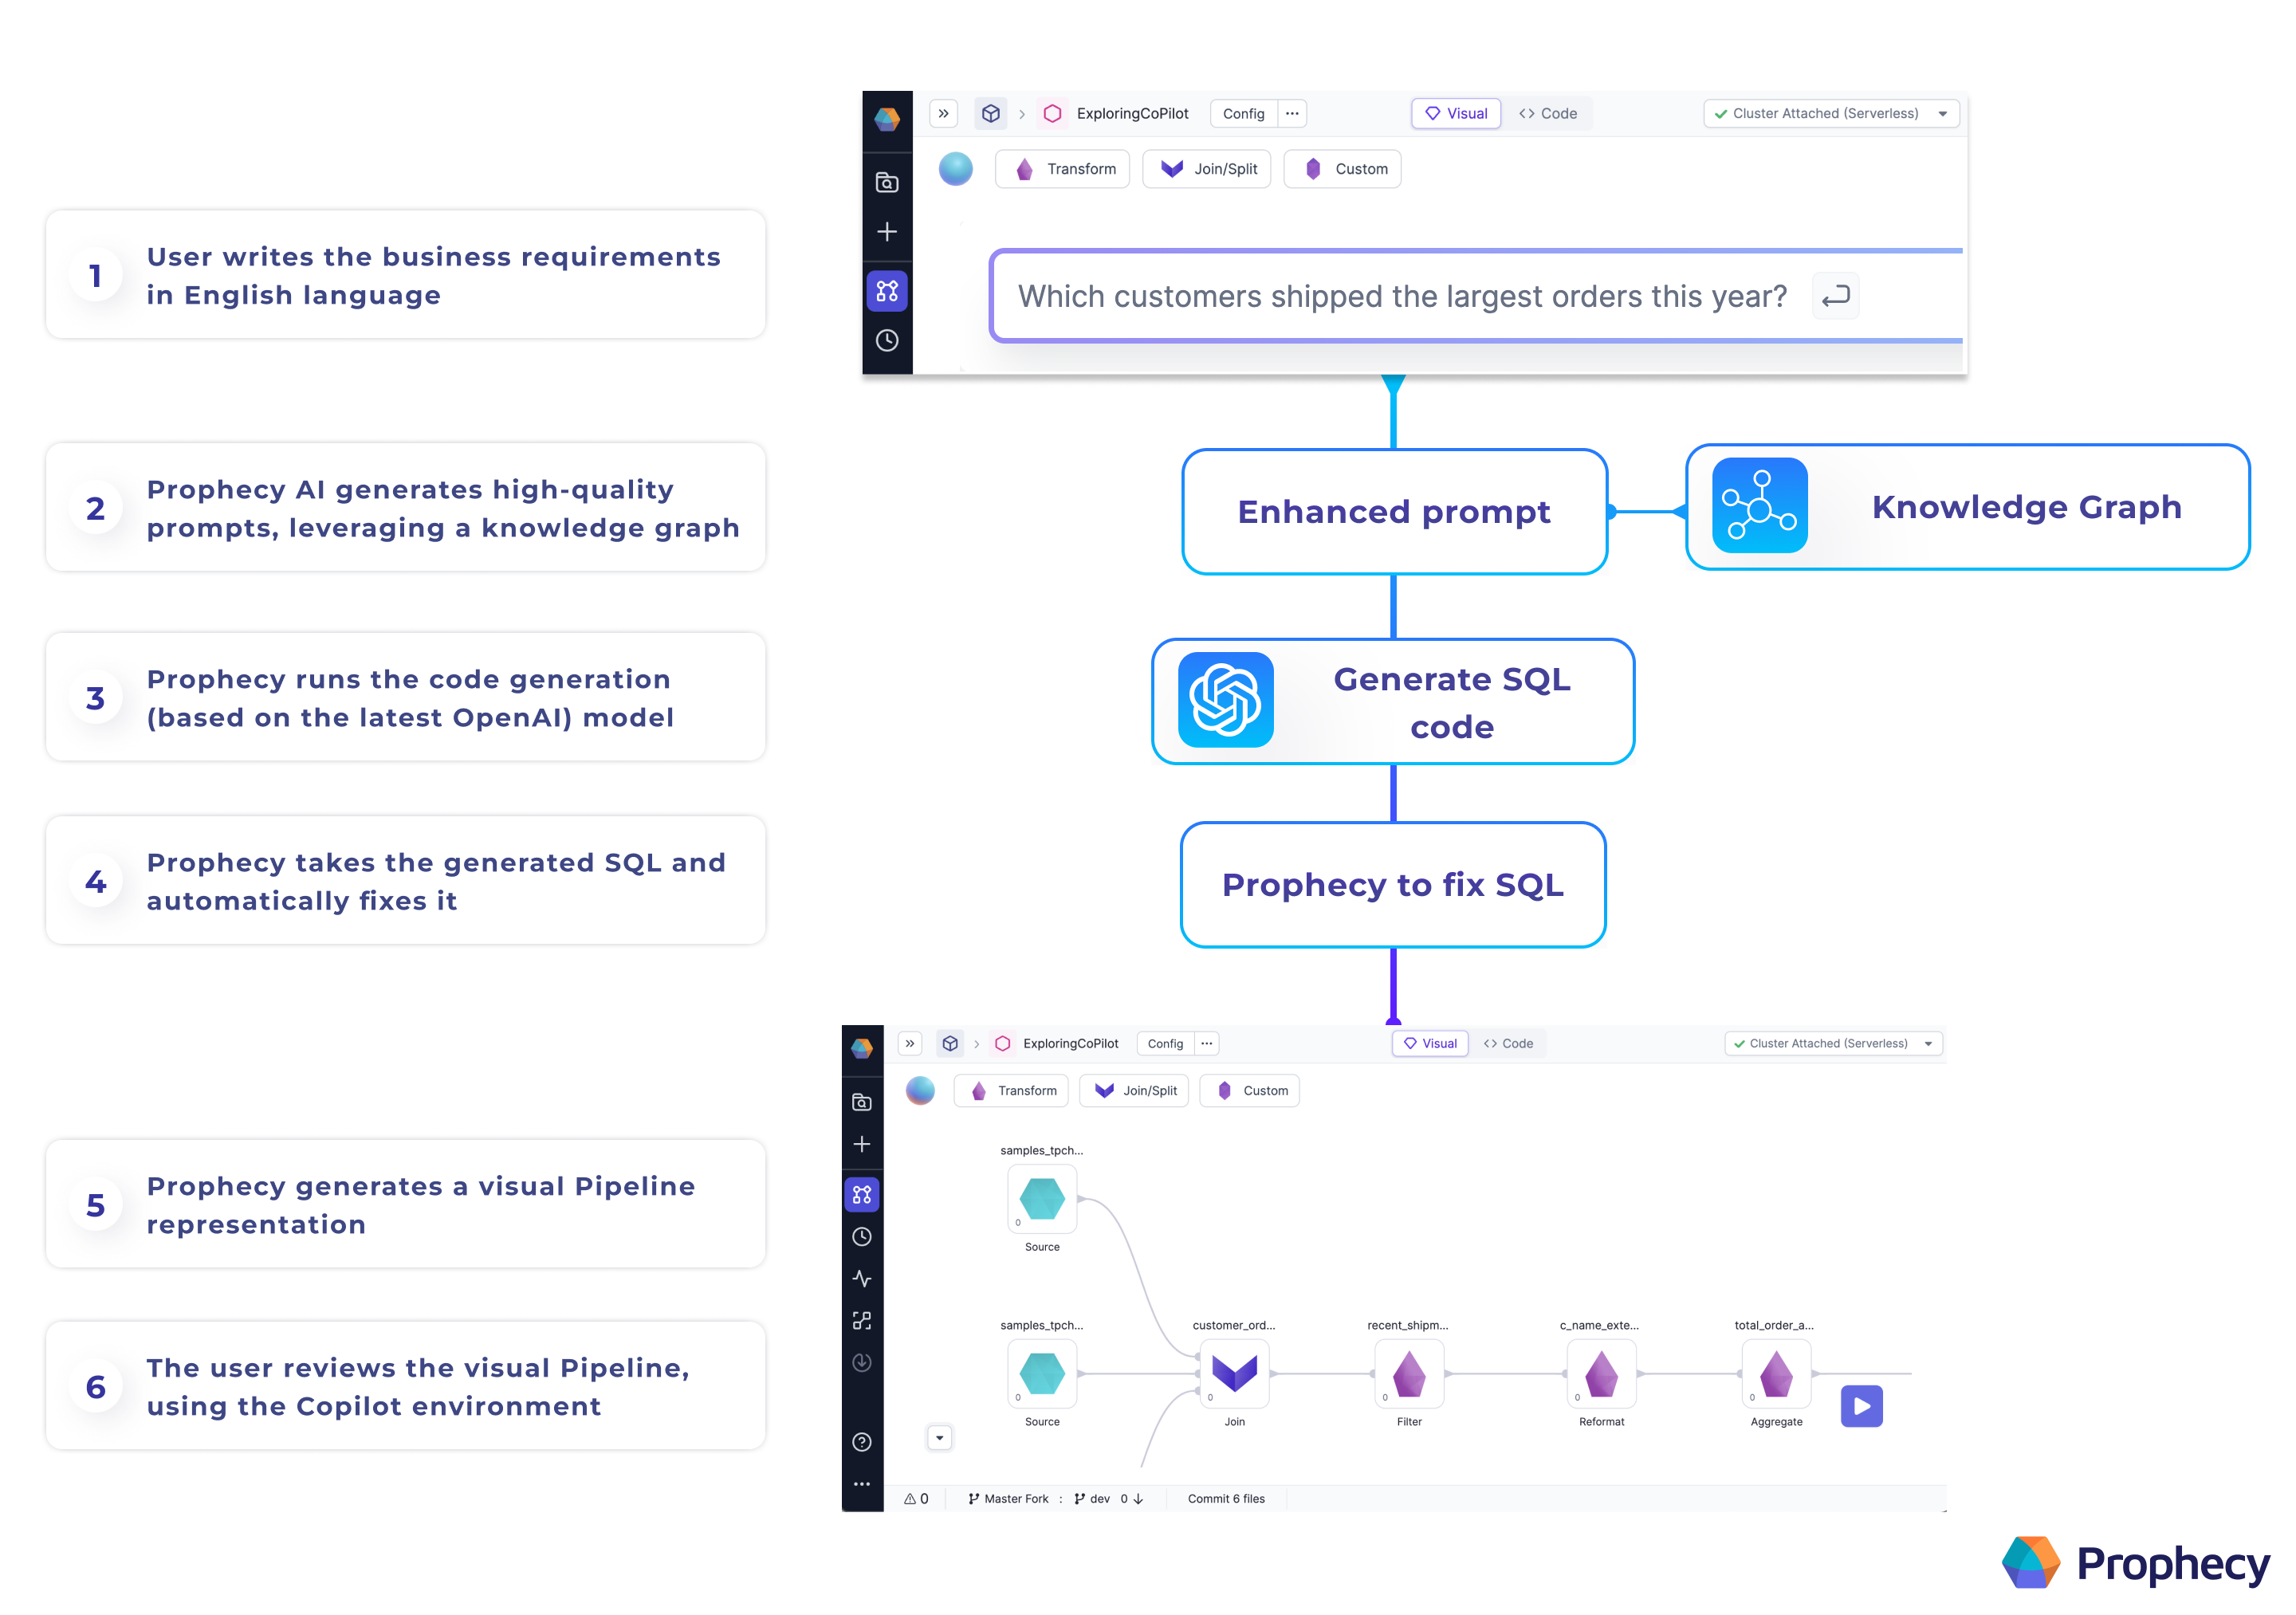 ExploringCoPilot
Config
...
Visual
<> Code
Cluster Attached (Serverless)
Transform
Join/Split
Custom
1
User writes the business requirements
in English language
Which customers shipped the largest orders this year?
2
Prophecy AI generates high-quality
prompts, leveraging a knowledge graph
Enhanced prompt
Knowledge Graph
3
Prophecy runs the code generation
(based on the latest OpenAI) model
Generate SQL
code
4
Prophecy takes the generated SQL and
automatically fixes it
Prophecy to fix SQL
ExploringCoPilot
Config
...
Visual
<> Code
Cluster Attached (Serverless)
Transform
Join/Split
Custom
5
Prophecy generates a visual Pipeline
representation
samples_tpch...
0
Source
6
The user reviews the visual Pipeline,
using the Copilot environment
samples_tpch...
0
Source
customer_ord...
0
Join
recent_shipm...
0
Filter
c_name_exte...
0
Reformat
total_order_a...
0
Aggregate
0
Master Fork : dev 0
Commit 6 files
Prophecy